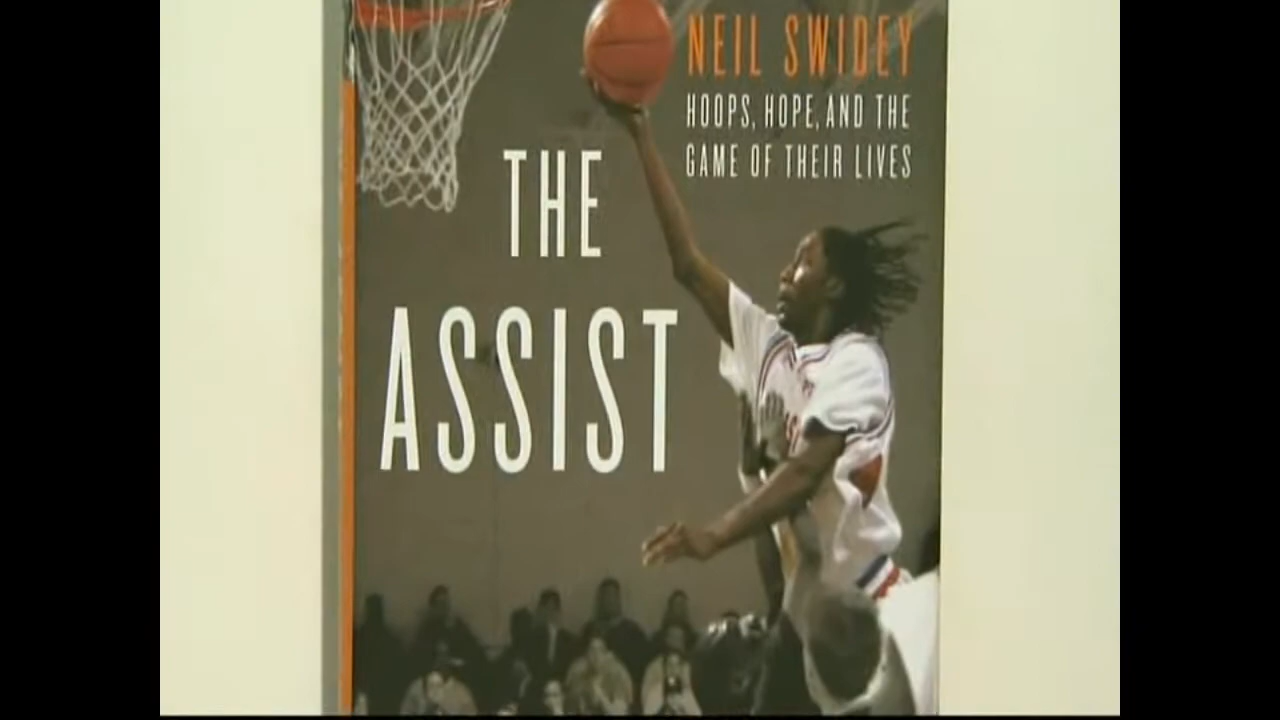 NEIL SWIDEY
HOOPS, HOPE, AND THE
GAME OF THEIR LIVES
THE
ASSIST